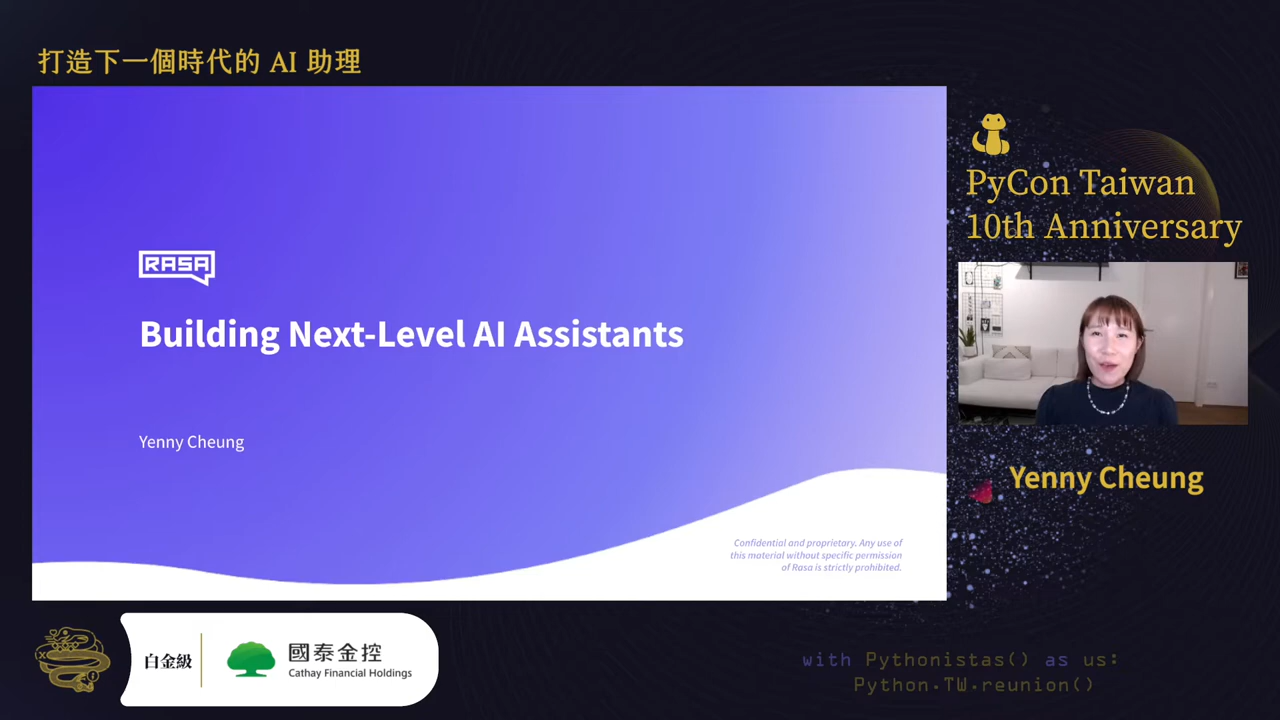 打造下一個時代的 AI 助理
RASA
Building Next-Level AI Assistants
Yenny Cheung
Confidential and proprietary. Any use of
this material without specific permission
of Rasa is strictly prohibited.
PyCon Taiwan
10th Anniversary
Yenny Cheung
白金級
國泰金控
Cathay Financial Holdings
with Pythonistas() as us:
Python.TW.reunion()